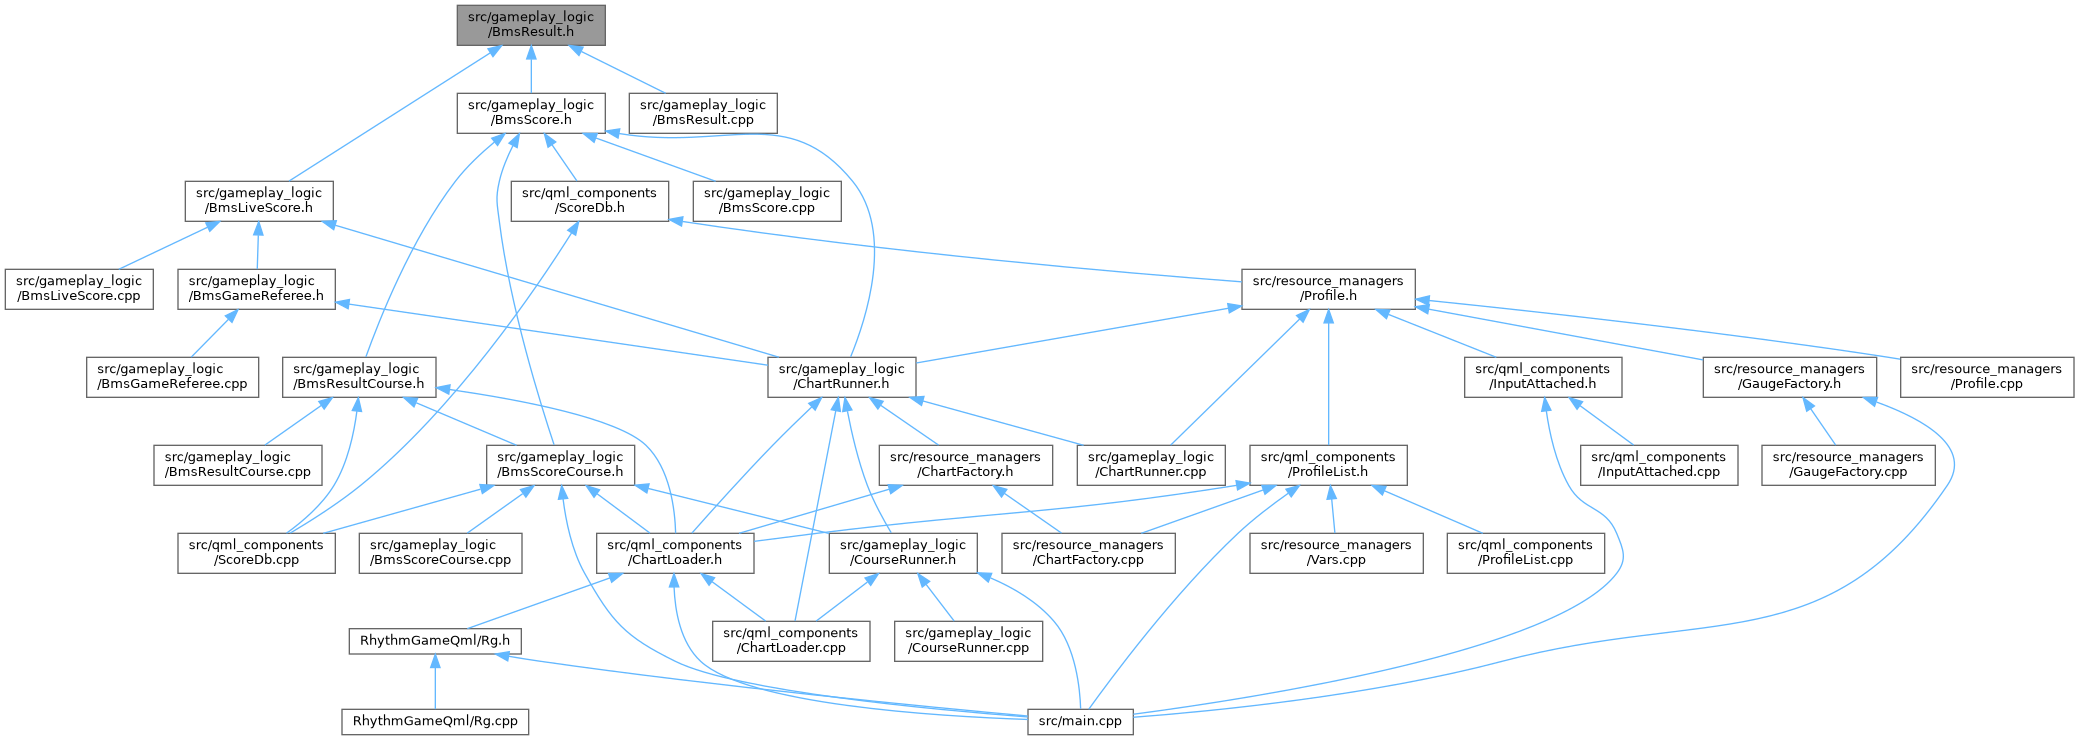 src/gameplay_logic
/BmsResult.h
src/gameplay_logic
/BmsScore.h
src/gameplay_logic
/BmsResult.cpp
src/gameplay_logic
/BmsLiveScore.h
src/qml_components
/ScoreDb.h
src/gameplay_logic
/BmsScore.cpp
src/gameplay_logic
/BmsLiveScore.cpp
src/gameplay_logic
/BmsGameReferee.h
src/resource_managers
/Profile.h
src/gameplay_logic
/BmsGameReferee.cpp
src/gameplay_logic
/BmsResultCourse.h
src/gameplay_logic
/ChartRunner.h
src/qml_components
/InputAttached.h
src/resource_managers
/GaugeFactory.h
src/resource_managers
/Profile.cpp
src/gameplay_logic
/BmsResultCourse.cpp
src/gameplay_logic
/BmsScoreCourse.h
src/resource_managers
/ChartFactory.h
src/gameplay_logic
/ChartRunner.cpp
src/qml_components
/ProfileList.h
src/qml_components
/InputAttached.cpp
src/resource_managers
/GaugeFactory.cpp
src/qml_components
/ScoreDb.cpp
src/gameplay_logic
/BmsScoreCourse.cpp
src/qml_components
/ChartLoader.h
src/gameplay_logic
/CourseRunner.h
src/resource_managers
/ChartFactory.cpp
src/resource_managers
/Vars.cpp
src/qml_components
/ProfileList.cpp
RhythmGameQml/Rg.h
src/qml_components
/ChartLoader.cpp
src/gameplay_logic
/CourseRunner.cpp
RhythmGameQml/Rg.cpp
src/main.cpp